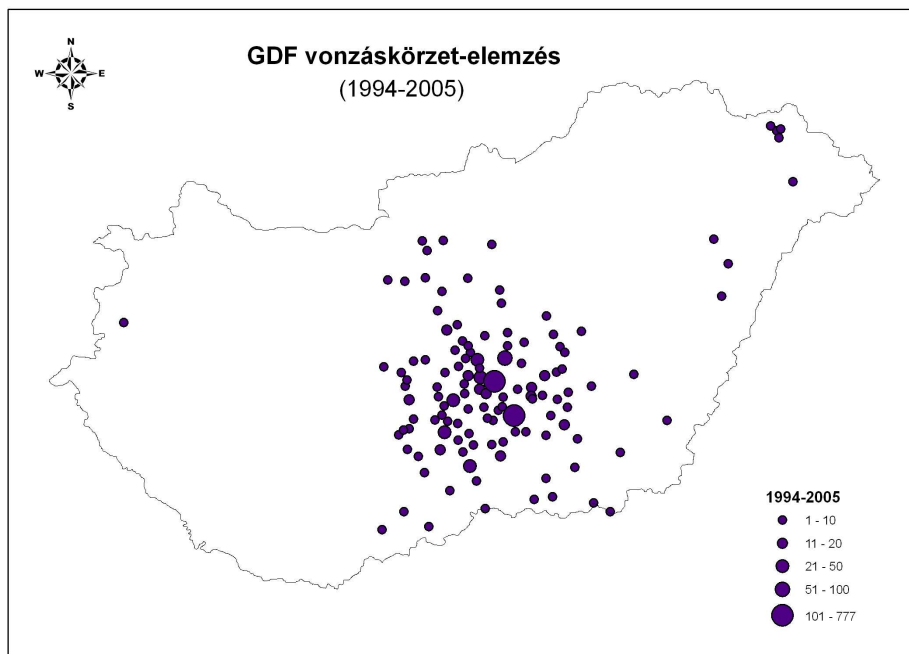 GDF vonzáskörzet-elemzés
(1994-2005)
N
W E
S
1994-2005
1 - 10
11 - 20
21 - 50
51 - 100
101 - 777